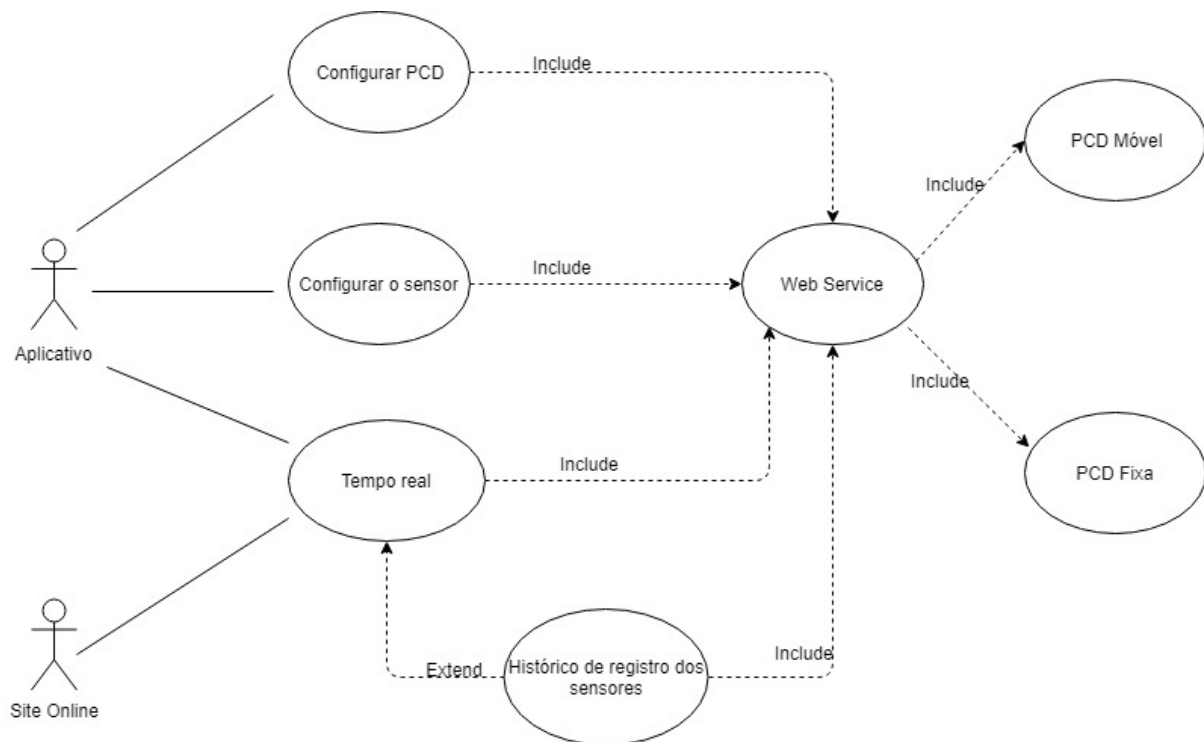 Configurar PCD
Include
PCD Móvel
Include
Aplicativo
Configurar o sensor
Include
Web Service
Include
Tempo real
Include
PCD Fixa
Site Online
Extend
Histórico de registro dos
sensores
Include